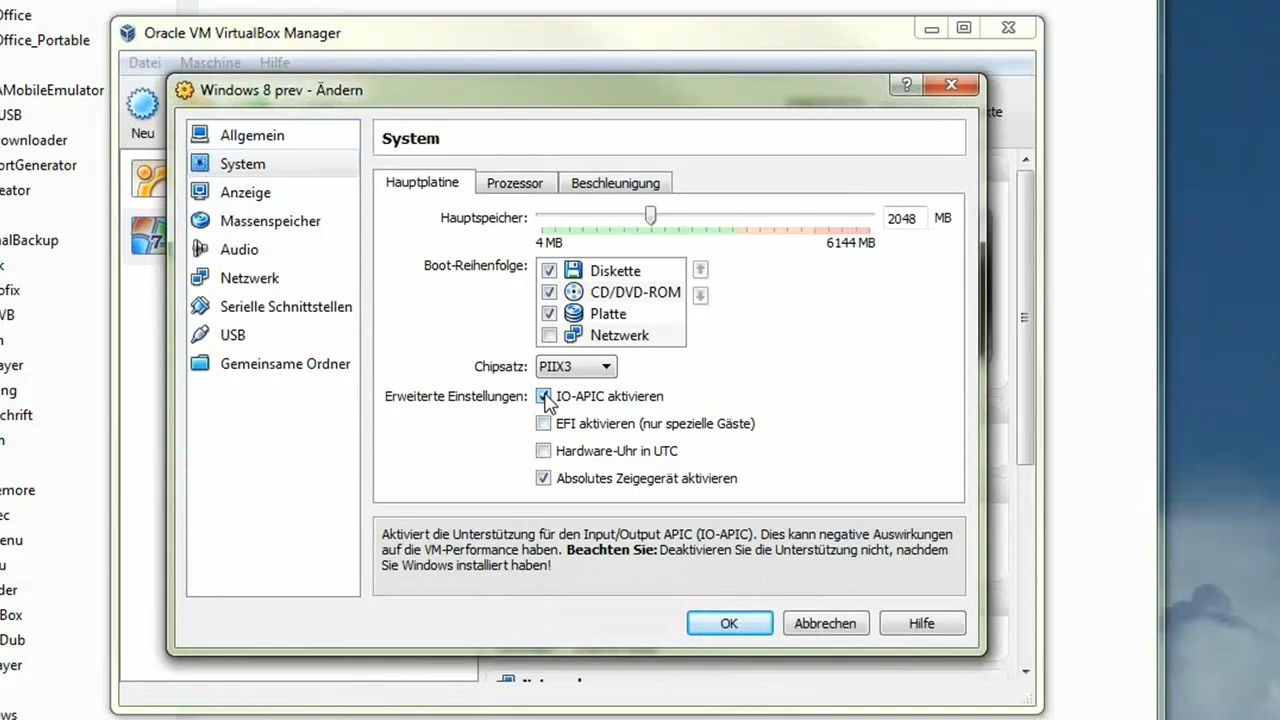 Office
Office_Portable
AMobileEmulator
USB
ownloader
ortGenerator
eator
nalBackup
ofix
VB
ayer
ng
chrift
emore
ec
enu
der
Box
Dub
ayer
ws
Oracle VM VirtualBox Manager
Datei Maschine Hilfe
Neu
kte
Windows 8 prev - Ändern
Allgemein
System
Anzeige
Massenspeicher
Audio
Netzwerk
Serielle Schnittstellen
USB
Gemeinsame Ordner
System
Hauptplatine Prozessor Beschleunigung
Hauptspeicher: 2048 MB
4 MB 6144 MB
Boot-Reihenfolge: Diskette
CD/DVD-ROM
Platte
Netzwerk
Chipsatz: PIIX3
Erweiterte Einstellungen: IO-APIC aktivieren
EFI aktivieren (nur spezielle Gäste)
Hardware-Uhr in UTC
Absolutes Zeigegerät aktivieren
Aktiviert die Unterstützung für den Input/Output APIC (IO-APIC). Dies kann negative Auswirkungen
auf die VM-Performance haben. Beachten Sie: Deaktivieren Sie die Unterstützung nicht, nachdem
Sie Windows installiert haben!
OK Abbrechen Hilfe